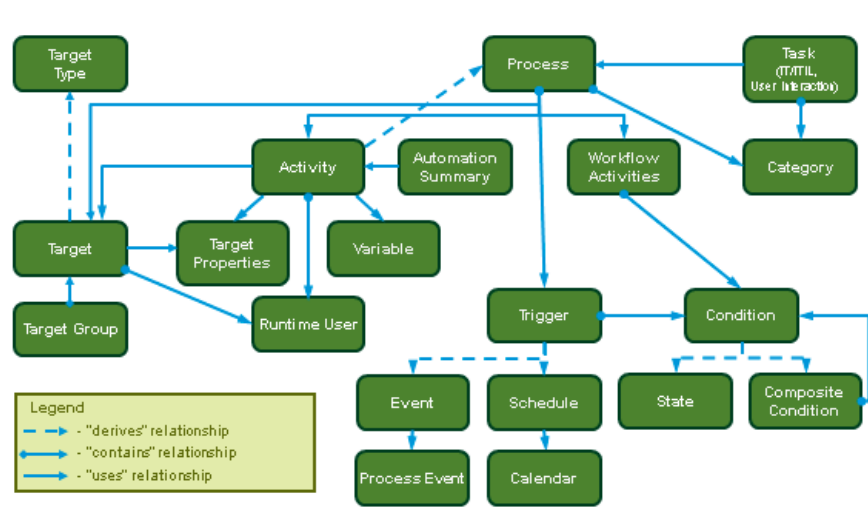 Target
Type
Process
Task
(IT/ITIL,
User Interaction)
Activity
Automation
Summary
Workflow
Activities
Category
Target
Target
Properties
Variable
Target Group
Runtime User
Trigger
Condition
Event
Schedule
State
Composite
Condition
Process Event
Calendar
Legend
- "derives" relationship
- "contains" relationship
- "uses" relationship